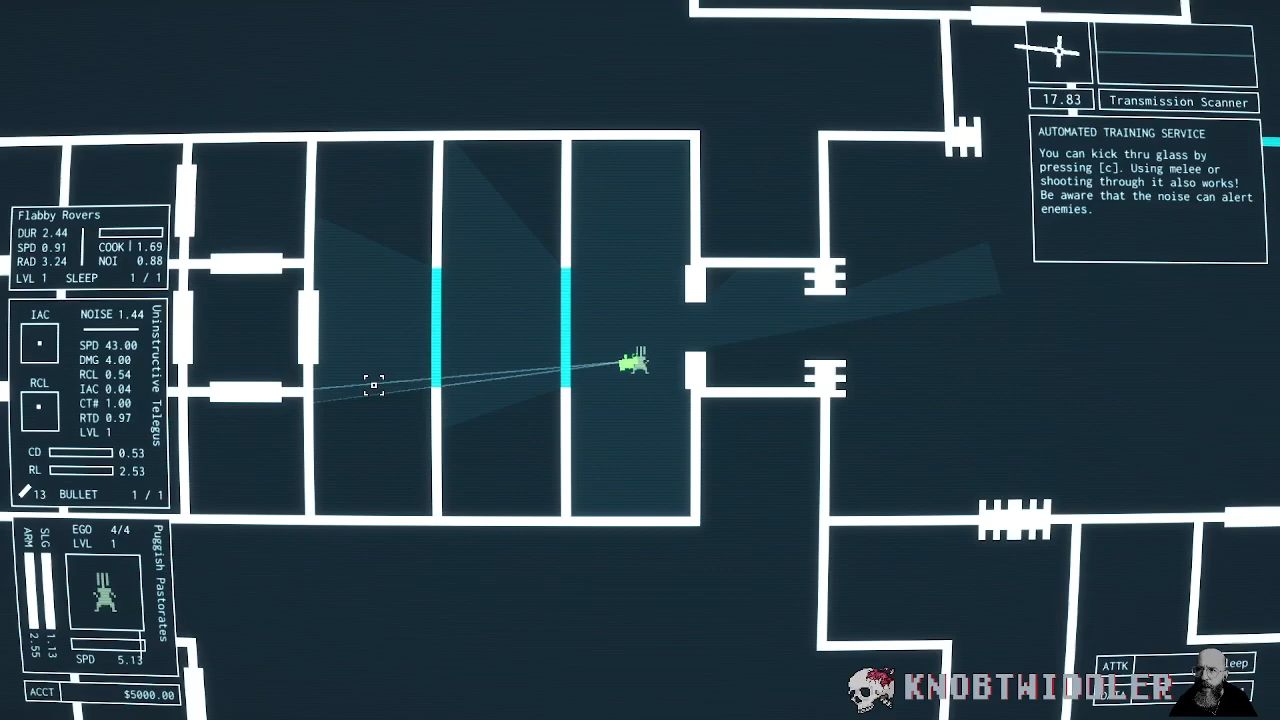 17.83
Transmission Scanner
AUTOMATED TRAINING SERVICE
You can kick thru glass by
pressing [c]. Using melee or
shooting through it also works!
Be aware that the noise can alert
enemies.
Flabby Rovers
DUR 2.44
SPD 0.91 COOK 1.69
RAD 3.24 NOI 0.88
LVL 1 SLEEP 1 / 1
IAC NOISE 1.44
SPD 43.00
DMG 4.00
RCL RCL 0.54
IAC 0.04
CT# 1.00
RTD 0.97
LVL 1
CD 0.53
RL 2.53
13 BULLET 1 / 1
Uninstructive Telegus
EGO 4/4
LVL 1
ARM SLG
2.55 1.13
SPD 5.13
Puggish Pastorates
ACCT $5000.00
ATTK
KNOBTWIDDLER